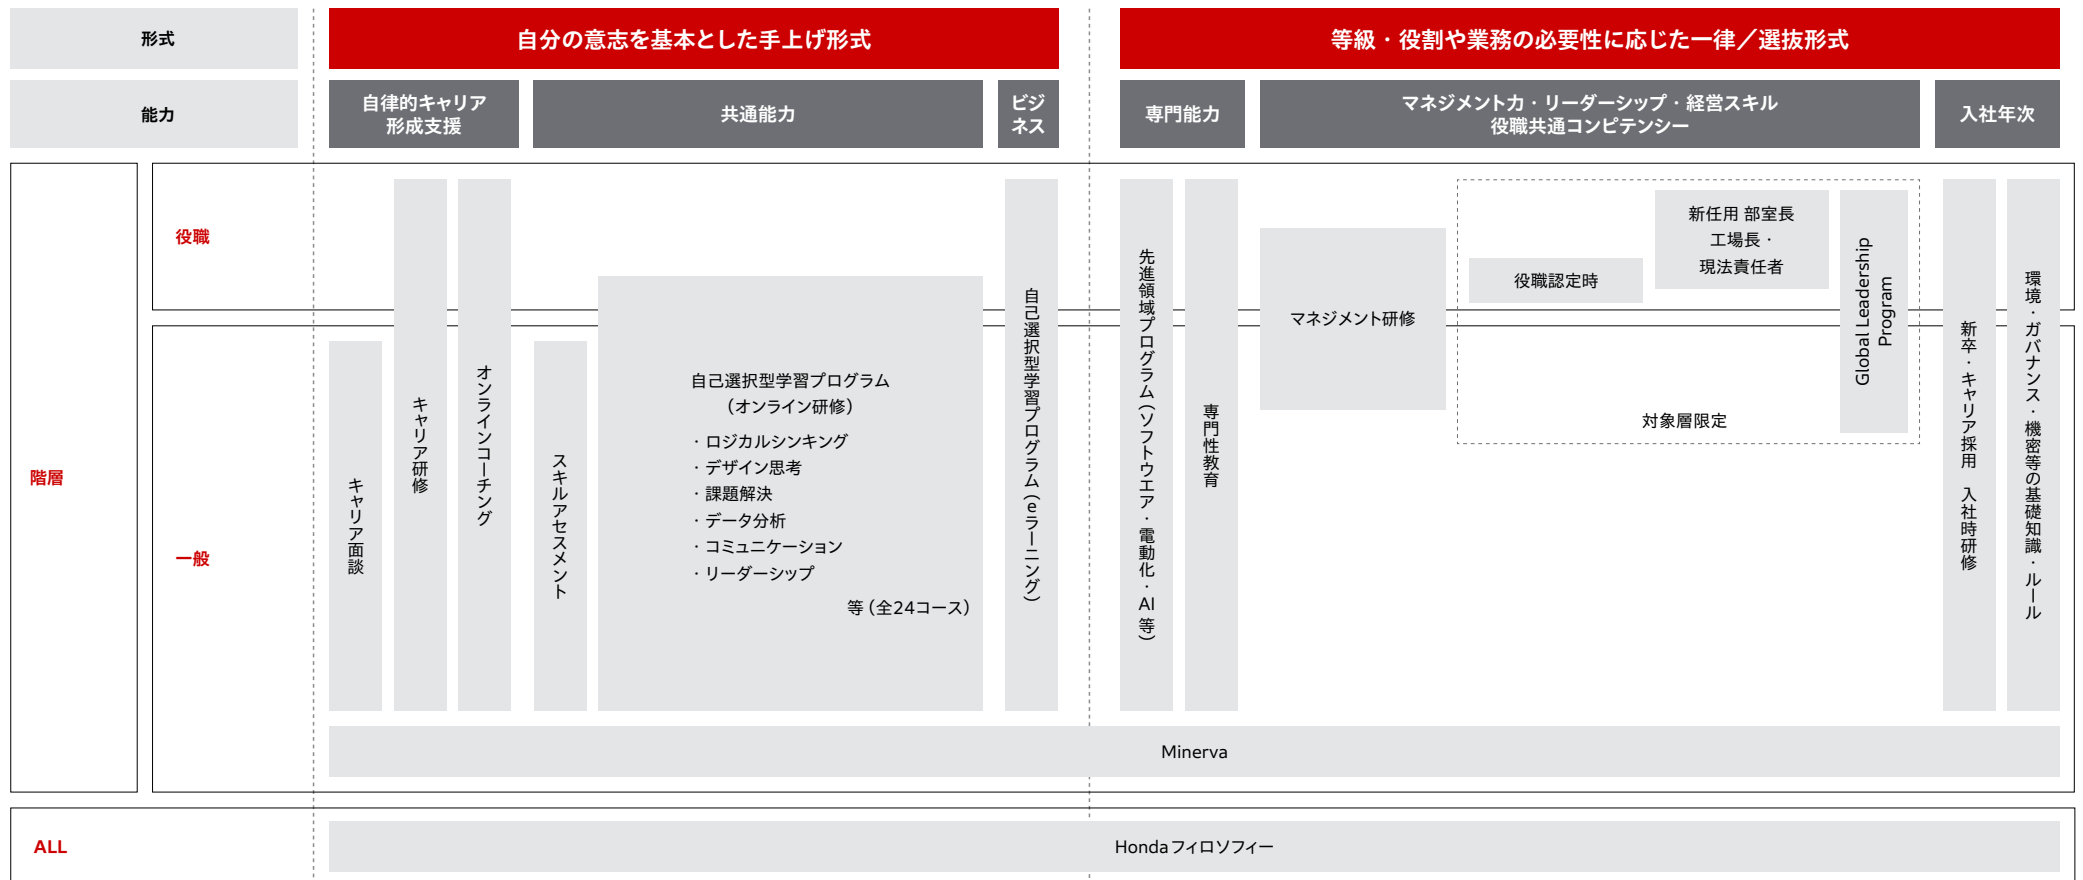 形式
自分の意志を基本とした手上げ形式
等級・役割や業務の必要性に応じた一律／選抜形式
能力
自律的キャリア
形成支援
共通能力
ビジ
ネス
専門能力
マネジメント力・リーダーシップ・経営スキル
役職共通コンピテンシー
入社年次
階層
役職
一般
キャリア面談
キャリア研修
オンラインコーチング
スキルアセスメント
自己選択型学習プログラム
（オンライン研修）
・ロジカルシンキング
・デザイン思考
・課題解決
・データ分析
・コミュニケーション
・リーダーシップ
等（全24コース）
自己選択型学習プログラム（eラーニング）
先進領域プログラム（ソフトウエア・電動化・AI等）
専門性教育
マネジメント研修
役職認定時
新任用 部室長
工場長・
現法責任者
Global Leadership
Program
対象層限定
新卒・キャリア採用　入社時研修
環境・ガバナンス・機密等の基礎知識・ルール
Minerva
ALL
Hondaフィロソフィー